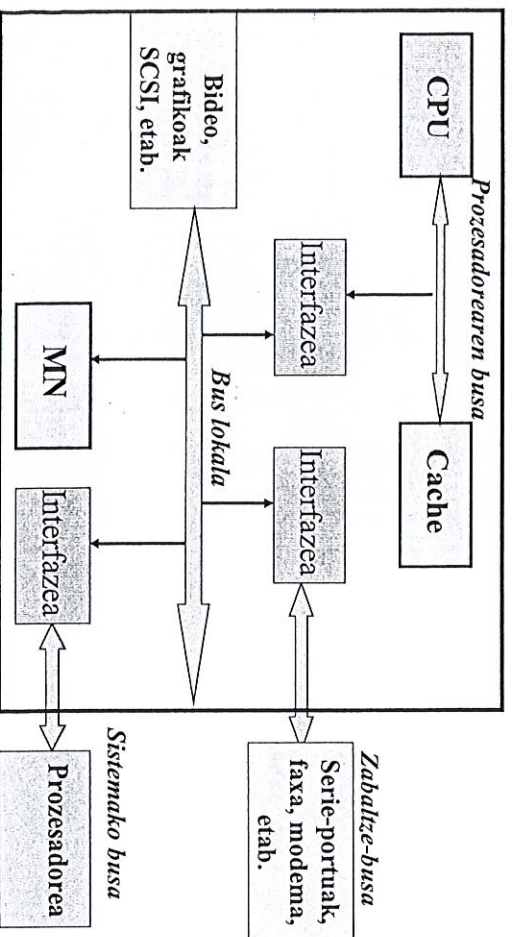 CPU
Prozesadorearen busa
Cache
Interfazea
Interfazea
Bideo,
grafikoak
SCSI, etab.
Bus lokala
MN
Interfazea
Zabaltze-busa
Serie-portuak,
faxa, modema,
etab.
Sistemako busa
Prozesadorea